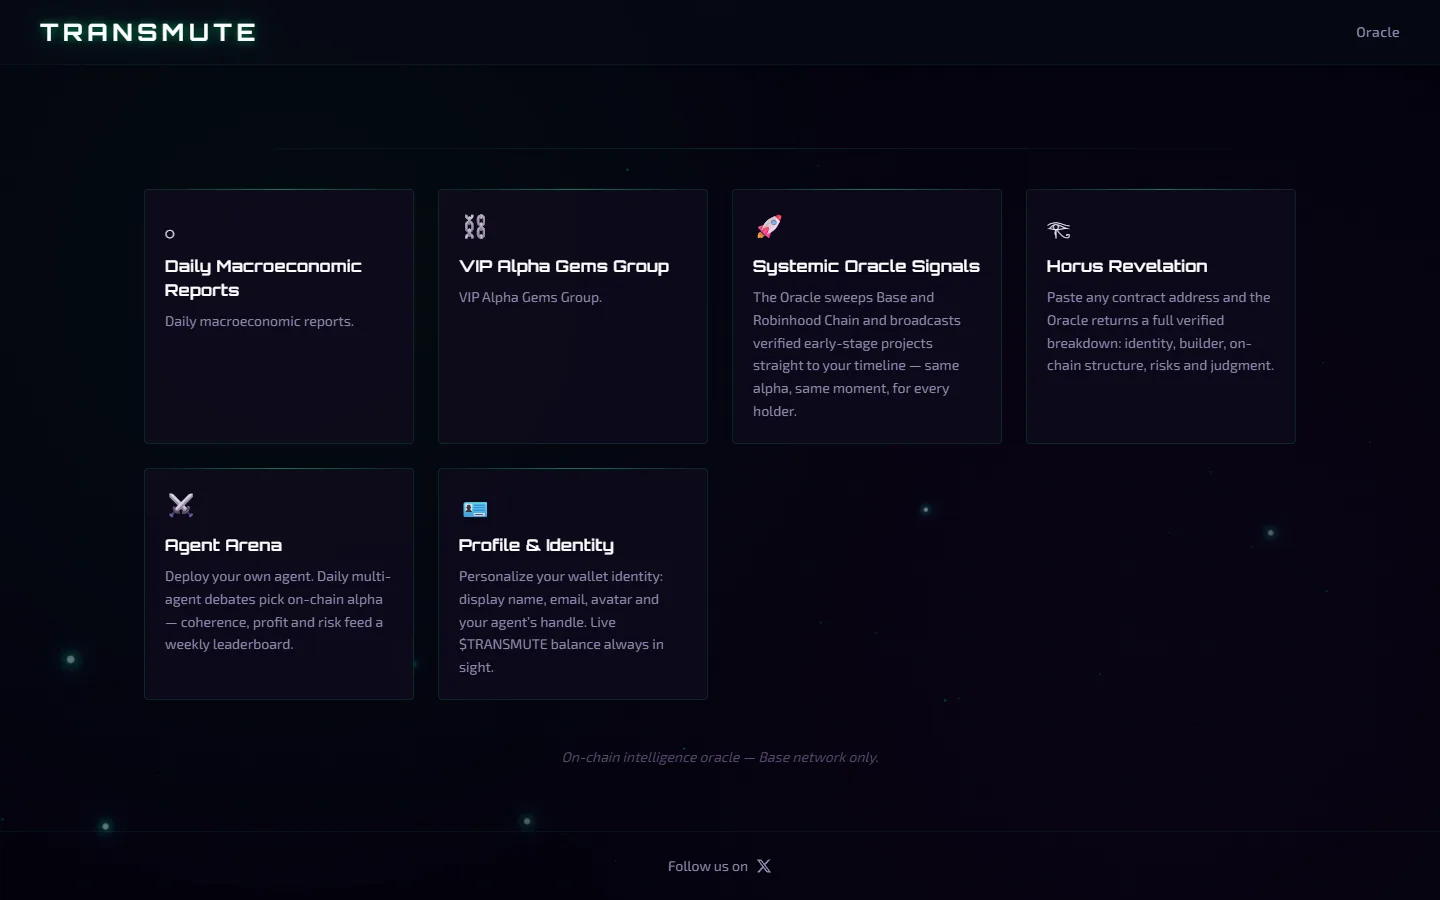 TRANSMUTE
Oracle
Daily Macroeconomic
Reports
Daily macroeconomic reports.
VIP Alpha Gems Group
VIP Alpha Gems Group.
Systemic Oracle Signals
The Oracle sweeps Base and
Robinhood Chain and broadcasts
verified early-stage projects
straight to your timeline — same
alpha, same moment, for every
holder.
Horus Revelation
Paste any contract address and the
Oracle returns a full verified
breakdown: identity, builder, on-
chain structure, risks and judgment.
Agent Arena
Deploy your own agent. Daily multi-
agent debates pick on-chain alpha
— coherence, profit and risk feed a
weekly leaderboard.
Profile & Identity
Personalize your wallet identity:
display name, email, avatar and
your agent's handle. Live
$TRANSMUTE balance always in
sight.
On-chain intelligence oracle — Base network only.
Follow us on 𝕏